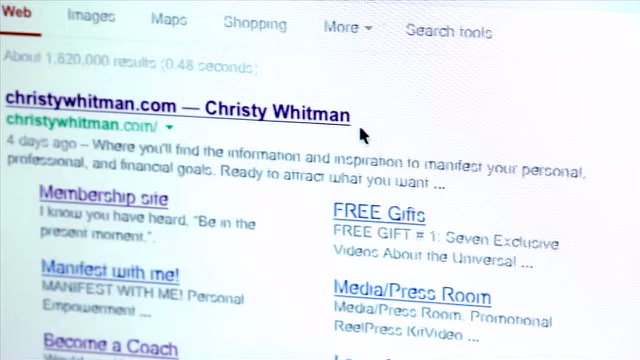 Web Images Maps Shopping More Search tools
About 1,620,000 results (0.48 seconds)
christywhitman.com — Christy Whitman
christywhitman.com/
4 days ago – Where you'll find the information and inspiration to manifest your personal,
professional, and financial goals. Ready to attract what you want ...
Membership site
I know you have heard, "Be in the
present moment,".
FREE Gifts
FREE GIFT # 1: Seven Exclusive
Videos About the Universal ...
Manifest with me!
MANIFEST WITH ME! Personal
Empowerment ...
Media/Press Room
Media/Press Room. Promotional
ReelPress KitVideo ...
Become a Coach